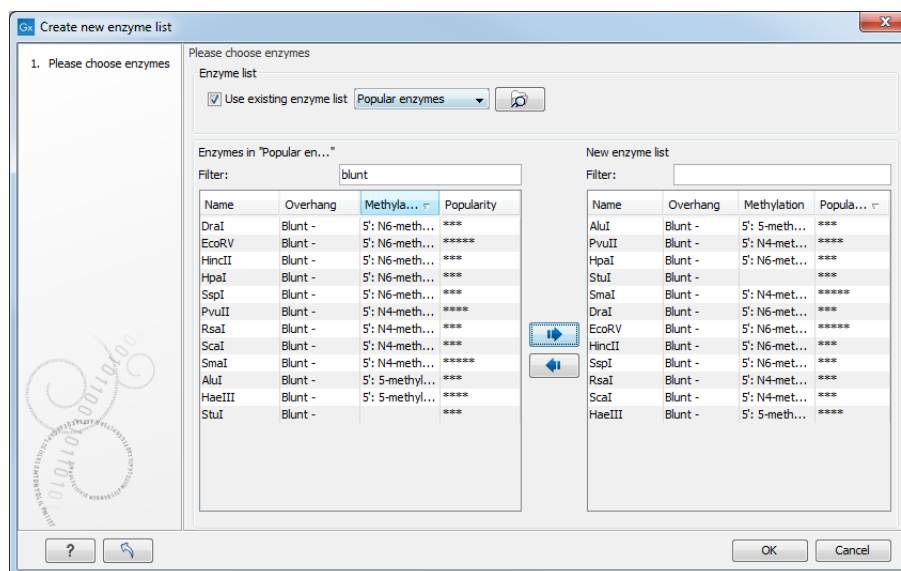 Gx Create new enzyme list
1. Please choose enzymes
Please choose enzymes
Enzyme list
Use existing enzyme list Popular enzymes
Enzymes in "Popular en..."
Filter: blunt
Name Overhang Methyla... Popularity
DraI Blunt - 5': N6-meth... ***
EcoRV Blunt - 5': N6-meth... *****
HincII Blunt - 5': N6-meth... ***
HpaI Blunt - 5': N6-meth... ***
SspI Blunt - 5': N6-meth... ***
PvuII Blunt - 5': N4-meth... ****
RsaI Blunt - 5': N4-meth... ***
ScaI Blunt - 5': N4-meth... ***
SmaI Blunt - 5': N4-meth... *****
AluI Blunt - 5': 5-methyl... ***
HaeIII Blunt - 5': 5-methyl... ****
StuI Blunt - ***
New enzyme list
Filter:
Name Overhang Methylation Popula...
AluI Blunt - 5': 5-meth... ***
PvuII Blunt - 5': N4-met... ****
HpaI Blunt - 5': N6-met... ***
StuI Blunt - ***
SmaI Blunt - 5': N4-met... *****
DraI Blunt - 5': N6-met... ***
EcoRV Blunt - 5': N6-met... *****
HincII Blunt - 5': N6-met... ***
SspI Blunt - 5': N6-met... ***
RsaI Blunt - 5': N4-met... ***
ScaI Blunt - 5': N4-met... ***
HaeIII Blunt - 5': 5-meth... ****
? OK Cancel